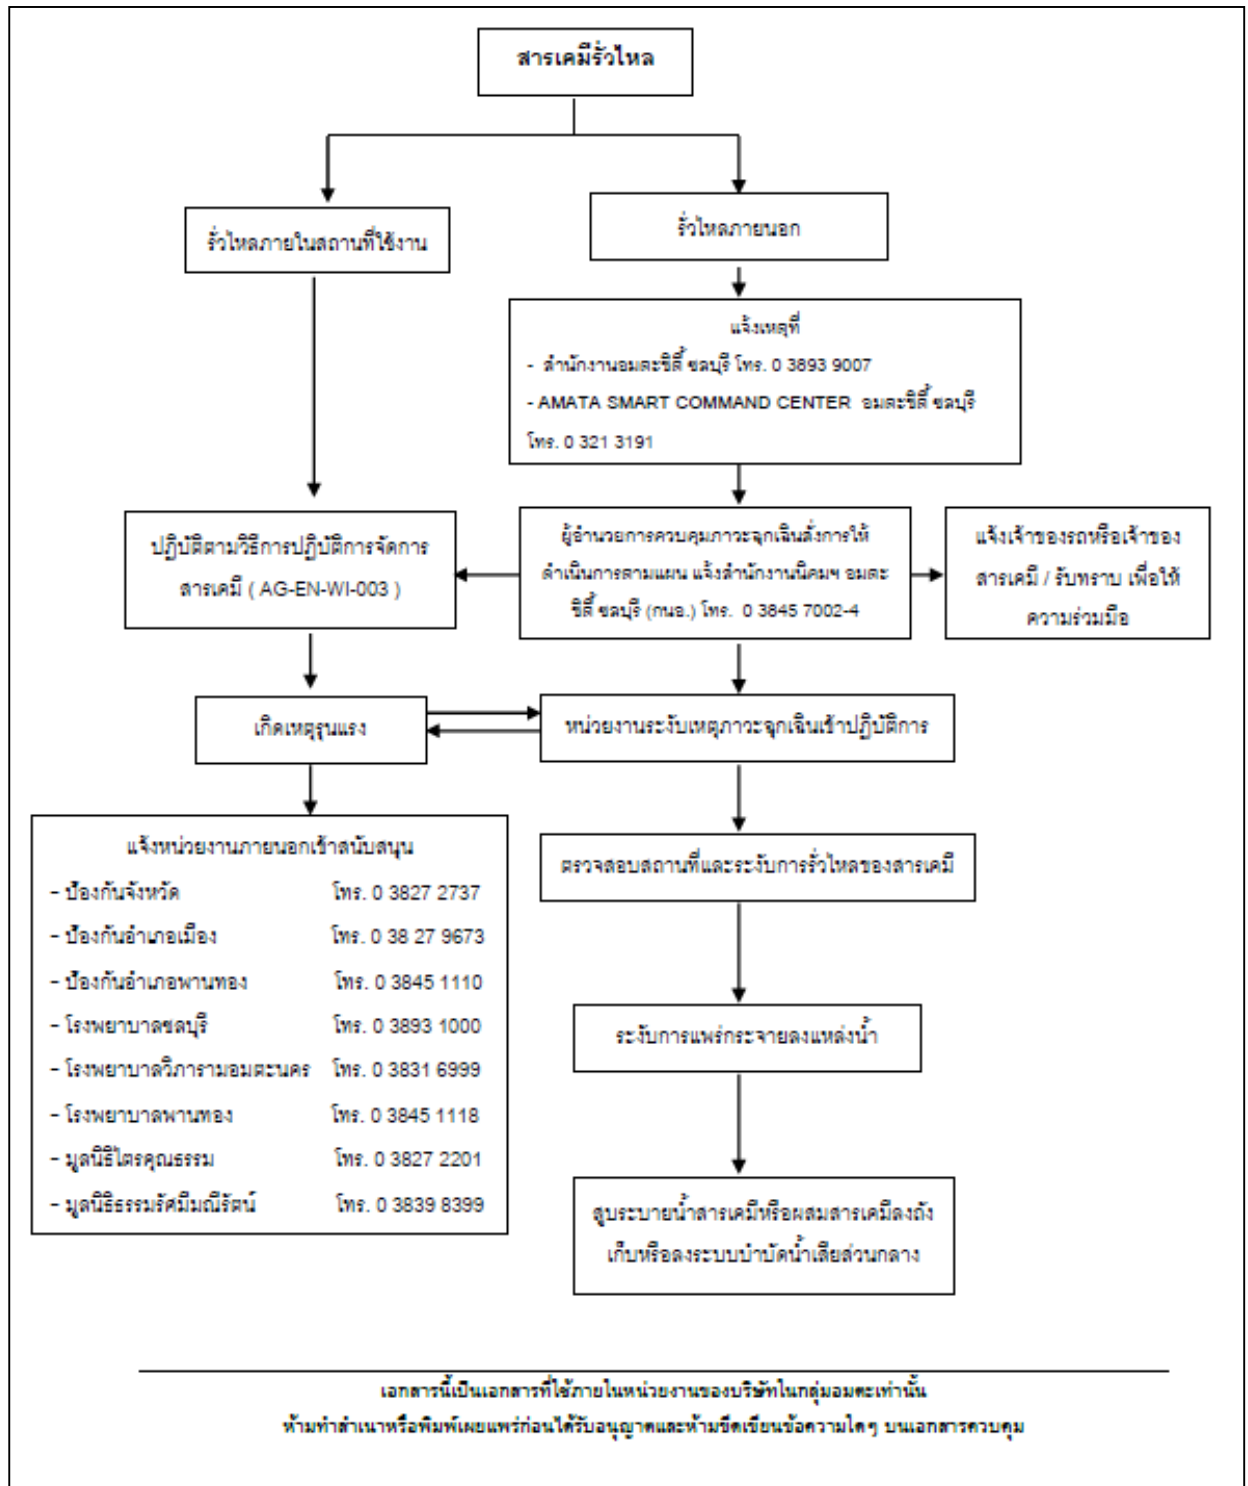 สารเคมีรั่วไหล
รั่วไหลภายในสถานที่ใช้งาน
รั่วไหลภายนอก
แจ้งเหตุที่
- สำนักงานอมตะซิตี้ ชลบุรี โทร. 0 3893 9007
- AMATA SMART COMMAND CENTER อมตะซิตี้ ชลบุรี
โทร. 0 321 3191
ปฏิบัติตามวิธีการปฏิบัติการจัดการ
สารเคมี ( AG-EN-WI-003 )
ผู้อำนวยการควบคุมภาวะฉุกเฉินสั่งการให้
ดำเนินการตามแผน แจ้งสำนักงานนิคมฯ อมตะ
ซิตี้ ชลบุรี (กนอ.) โทร. 0 3845 7002-4
แจ้งเจ้าของรถหรือเจ้าของ
สารเคมี / รับทราบ เพื่อให้
ความร่วมมือ
เกิดเหตุรุนแรง
หน่วยงานระงับเหตุภาวะฉุกเฉินเข้าปฏิบัติการ
แจ้งหน่วยงานภายนอกเข้าสนับสนุน
- ป้องกันจังหวัด โทร. 0 3827 2737
- ป้องกันอำเภอเมือง โทร. 0 38 27 9673
- ป้องกันอำเภอพานทอง โทร. 0 3845 1110
- โรงพยาบาลชลบุรี โทร. 0 3893 1000
- โรงพยาบาลวิภารามอมตะนคร โทร. 0 3831 6999
- โรงพยาบาลพานทอง โทร. 0 3845 1118
- มูลนิธิไตรคุณธรรม โทร. 0 3827 2201
- มูลนิธิธรรมรัศมีมณีรัตน์ โทร. 0 3839 8399
ตรวจสอบสถานที่และระงับการรั่วไหลของสารเคมี
ระงับการแพร่กระจายลงแหล่งน้ำ
สูบระบายน้ำสารเคมีหรือผสมสารเคมีลงถัง
เก็บหรือลงระบบบำบัดน้ำเสียส่วนกลาง
เอกสารนี้เป็นเอกสารที่ใช้ภายในหน่วยงานของบริษัทในกลุ่มอมตะเท่านั้น
ห้ามทำสำเนาหรือพิมพ์เผยแพร่ก่อนได้รับอนุญาตและห้ามขีดเขียนข้อความใดๆ บนเอกสารควบคุม